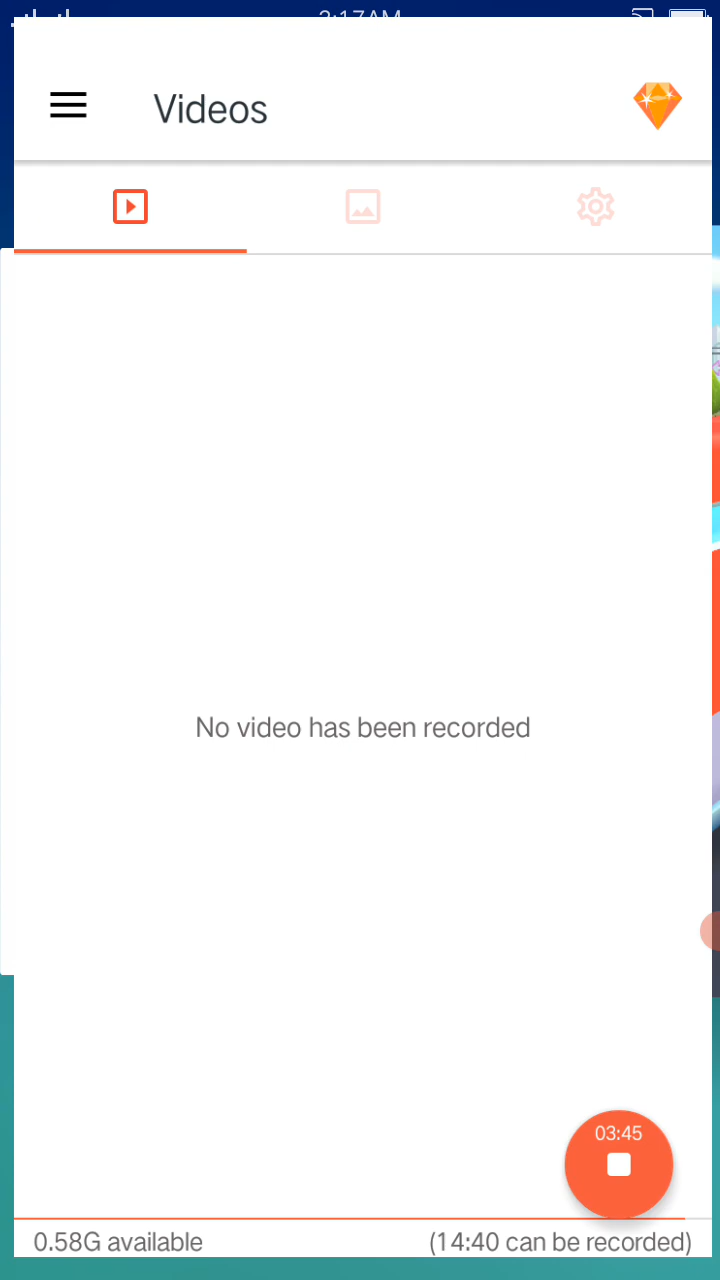 Videos
No video has been recorded
03:45
0.58G available
(14:40 can be recorded)